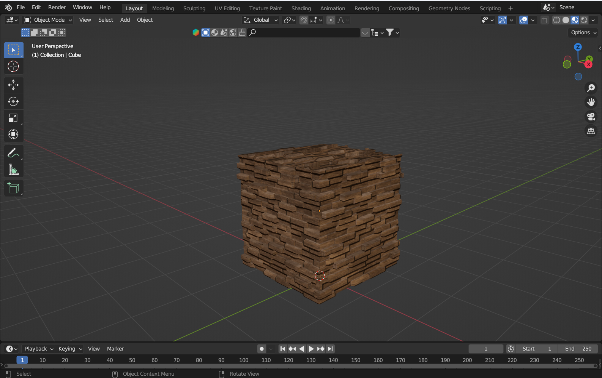 File Edit Render Window Help Layout Modeling Sculpting UV Editing Texture Paint Shading Animation Rendering Compositing Geometry Nodes Scripting + Scene
Object Mode View Select Add Object Global
Options
User Perspective
(1) Collection | Cube
Z
Y
X
Playback Keying View Marker 1 Start 1 End 250
1 10 20 30 40 50 60 70 80 90 100 110 120 130 140 150 160 170 180 190 200 210 220 230 240 250
Select Object Context Menu Rotate View